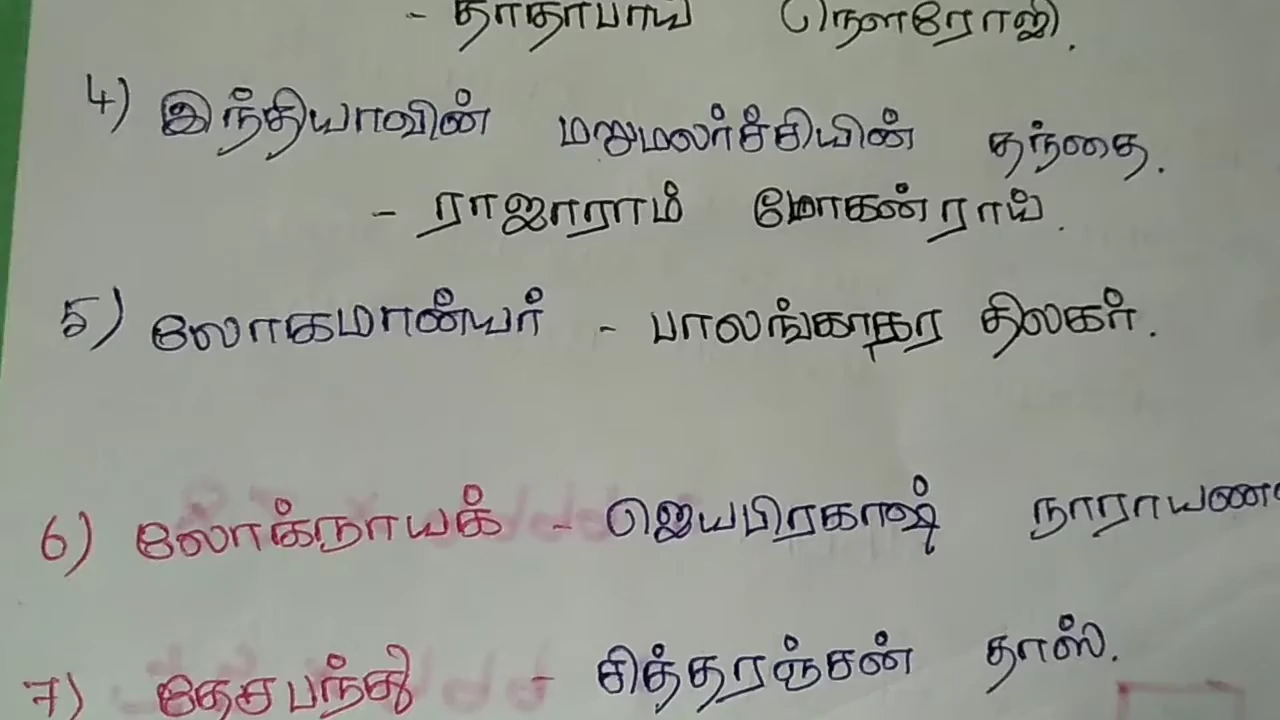 - தாதாபாய் நௌரோஜி.
4) இந்தியாவின் மறுமலர்ச்சியின் தந்தை.
- ராஜாராம் மோகன்ராய்.
5) லோகமான்யர் - பாலகங்காதர திலகர்.
6) லோக்நாயக் - ஜெயபிரகாஷ் நாராயண
7) தேசபந்து - சித்தரஞ்சன் தாஸ்.